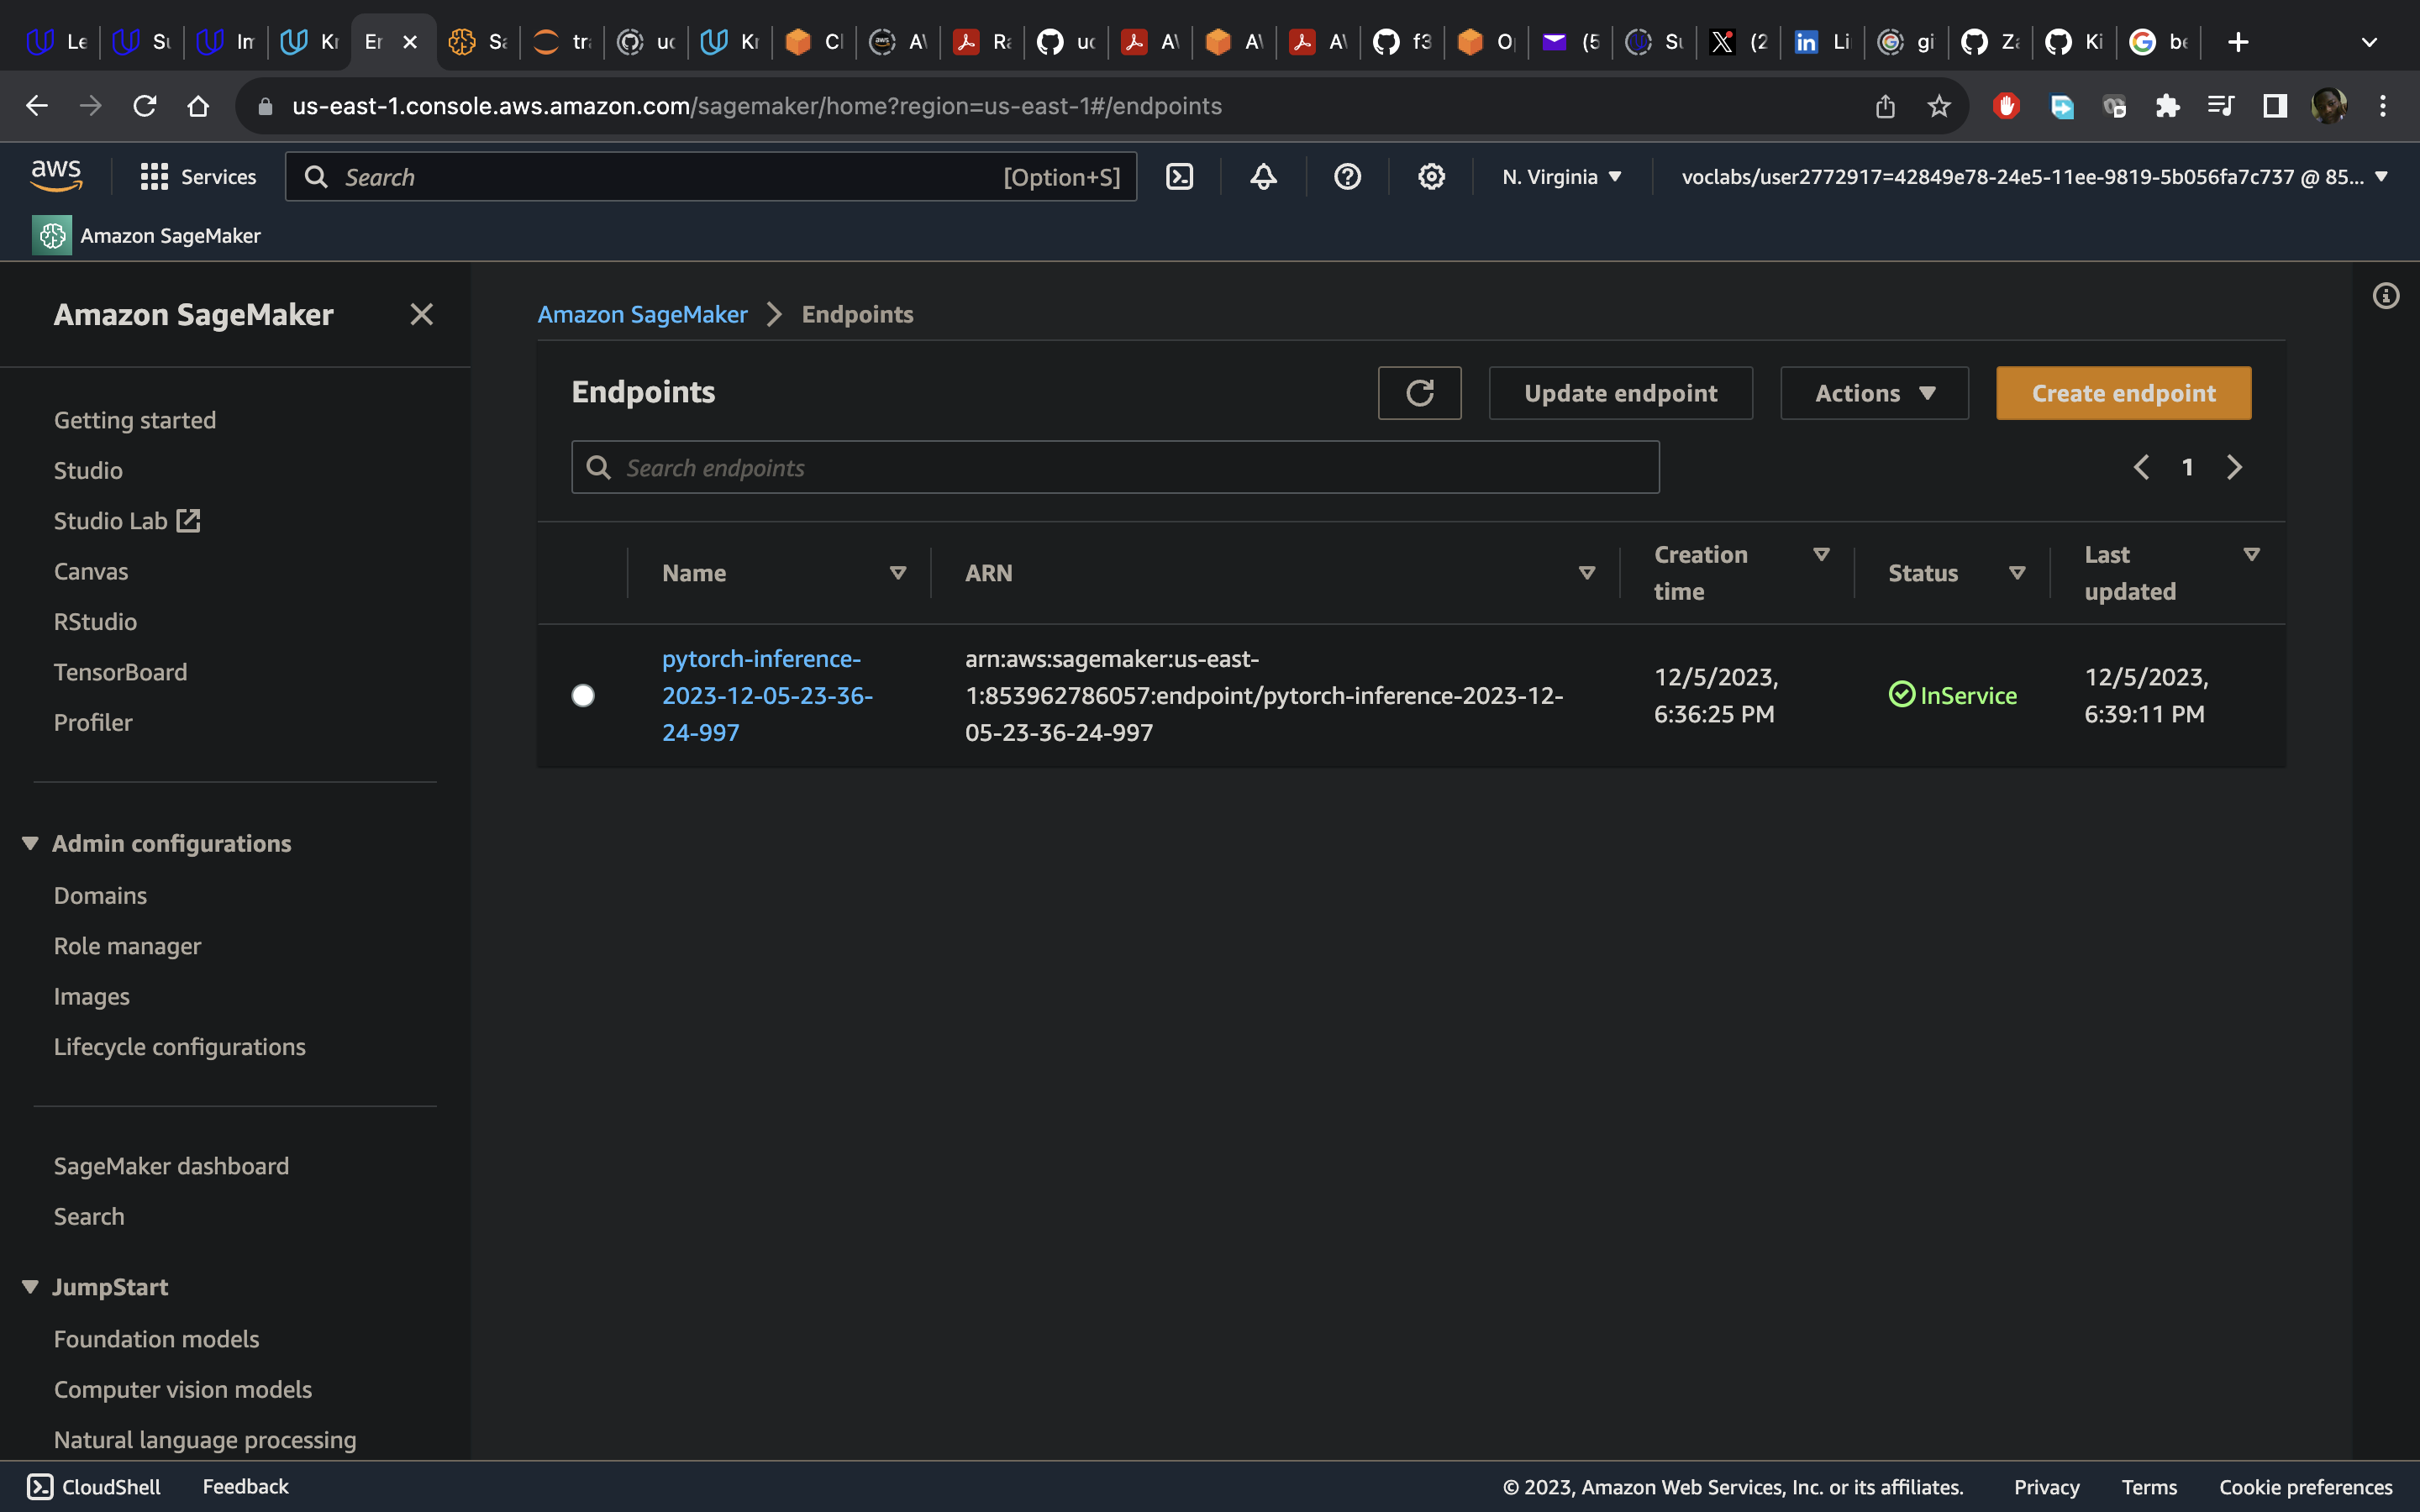 Le
Su
In
Kr
Er
Sa
tra
uc
Kr
Cl
Ra
uc
f3
(5
Su
(2
Li
gi
Za
Ki
be
us-east-1.console.aws.amazon.com/sagemaker/home?region=us-east-1#/endpoints
aws
Services
Search
[Option+S]
N. Virginia
voclabs/user2772917=42849e78-24e5-11ee-9819-5b056fa7c737 @ 85...
Amazon SageMaker
Amazon SageMaker
Getting started
Studio
Studio Lab
Canvas
RStudio
TensorBoard
Profiler
Admin configurations
Domains
Role manager
Images
Lifecycle configurations
SageMaker dashboard
Search
JumpStart
Foundation models
Computer vision models
Natural language processing
Amazon SageMaker > Endpoints
Endpoints
Update endpoint
Actions
Create endpoint
Search endpoints
1
Name
ARN
Creation
time
Status
Last
updated
pytorch-inference-
2023-12-05-23-36-
24-997
arn:aws:sagemaker:us-east-
1:853962786057:endpoint/pytorch-inference-2023-12-
05-23-36-24-997
12/5/2023,
6:36:25 PM
InService
12/5/2023,
6:39:11 PM
CloudShell
Feedback
© 2023, Amazon Web Services, Inc. or its affiliates.
Privacy
Terms
Cookie preferences